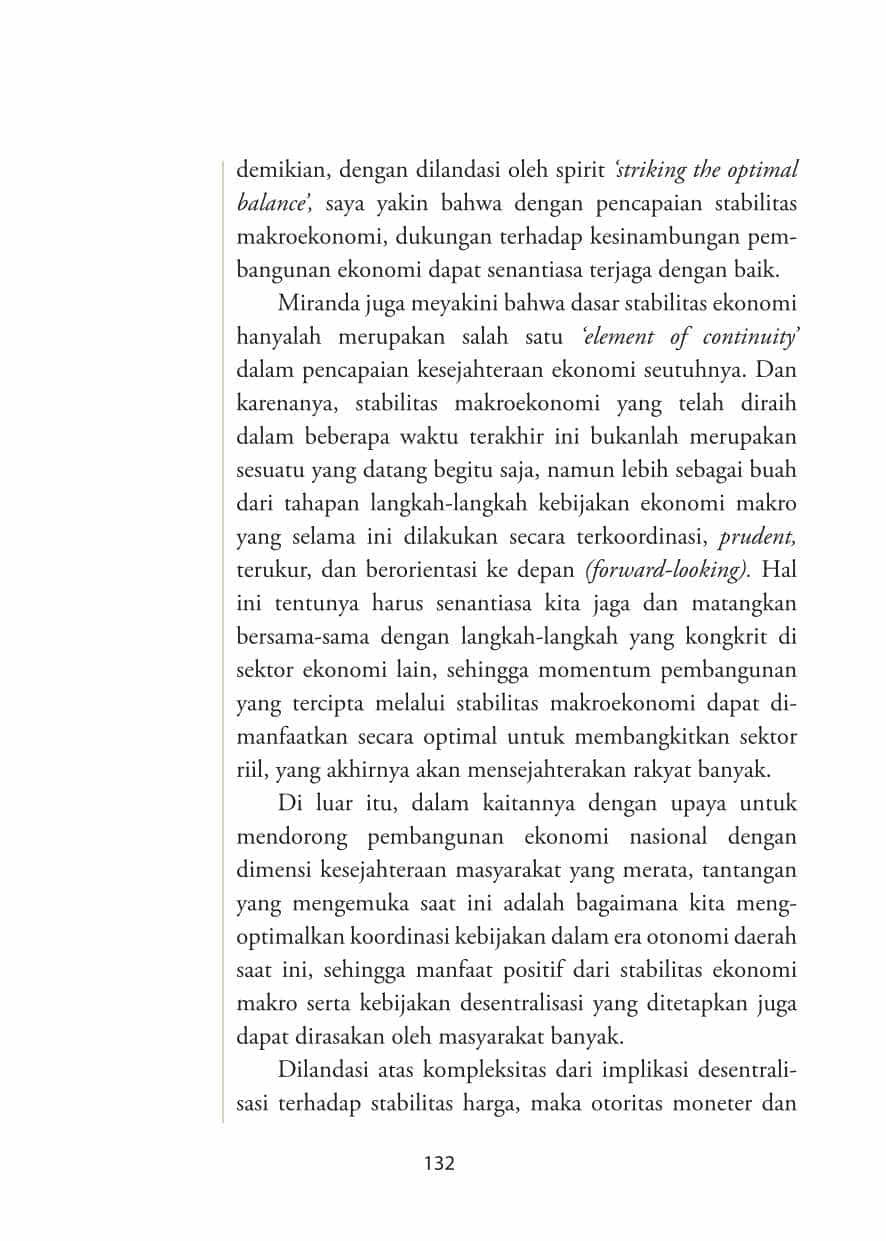 demikian, dengan dilandasi oleh spirit ‘striking the optimal
balance’, saya yakin bahwa dengan pencapaian stabilitas
makroekonomi, dukungan terhadap kesinambungan pem-
bangunan ekonomi dapat senantiasa terjaga dengan baik.
Miranda juga meyakini bahwa dasar stabilitas ekonomi
hanyalah merupakan salah satu ‘element of continuity’
dalam pencapaian kesejahteraan ekonomi seutuhnya. Dan
karenanya, stabilitas makroekonomi yang telah diraih
dalam beberapa waktu terakhir ini bukanlah merupakan
sesuatu yang datang begitu saja, namun lebih sebagai buah
dari tahapan langkah-langkah kebijakan ekonomi makro
yang selama ini dilakukan secara terkoordinasi, prudent,
terukur, dan berorientasi ke depan (forward-looking). Hal
ini tentunya harus senantiasa kita jaga dan matangkan
bersama-sama dengan langkah-langkah yang kongkrit di
sektor ekonomi lain, sehingga momentum pembangunan
yang tercipta melalui stabilitas makroekonomi dapat di-
manfaatkan secara optimal untuk membangkitkan sektor
riil, yang akhirnya akan mensejahterakan rakyat banyak.
Di luar itu, dalam kaitannya dengan upaya untuk
mendorong pembangunan ekonomi nasional dengan
dimensi kesejahteraan masyarakat yang merata, tantangan
yang mengemuka saat ini adalah bagaimana kita meng-
optimalkan koordinasi kebijakan dalam era otonomi daerah
saat ini, sehingga manfaat positif dari stabilitas ekonomi
makro serta kebijakan desentralisasi yang ditetapkan juga
dapat dirasakan oleh masyarakat banyak.
Dilandasi atas kompleksitas dari implikasi desentrali-
sasi terhadap stabilitas harga, maka otoritas moneter dan
132